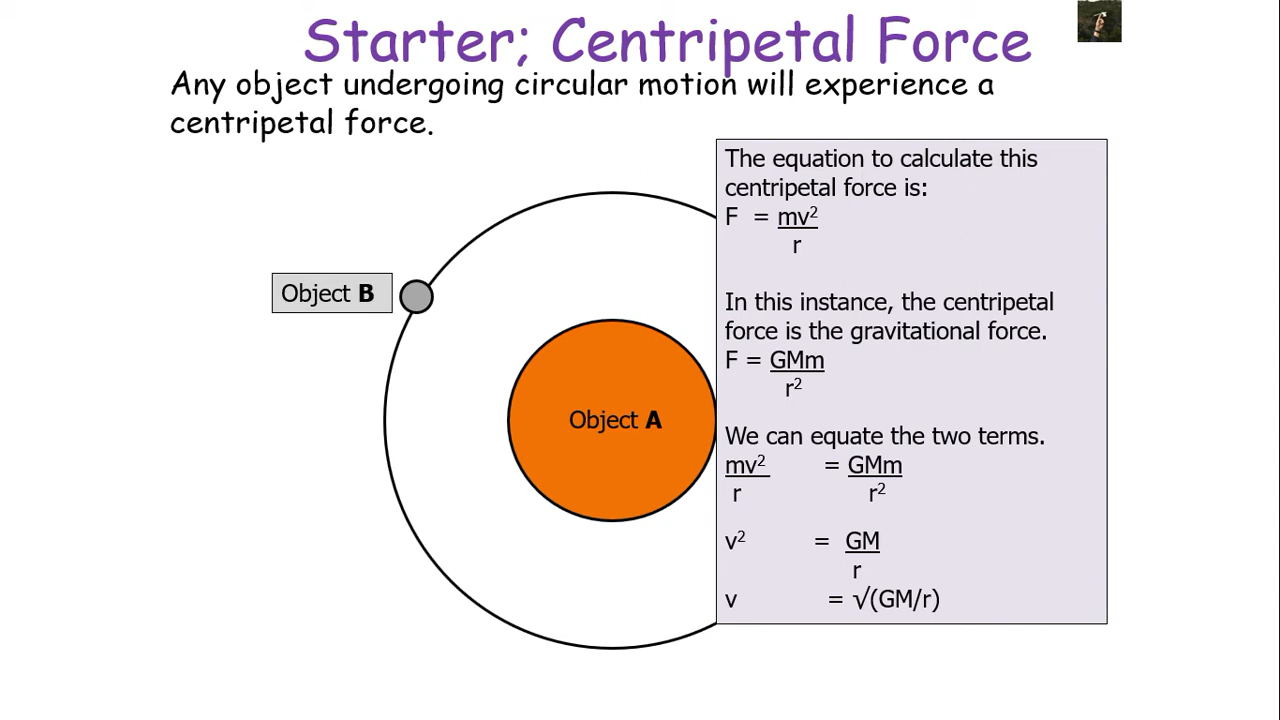 Starter; Centripetal Force
Any object undergoing circular motion will experience a
centripetal force.
The equation to calculate this
centripetal force is:
F = mv²
r
In this instance, the centripetal
force is the gravitational force.
F = GMm
r²
We can equate the two terms.
mv² = GMm
r r²
v² = GM
r
v = √(GM/r)
Object B
Object A